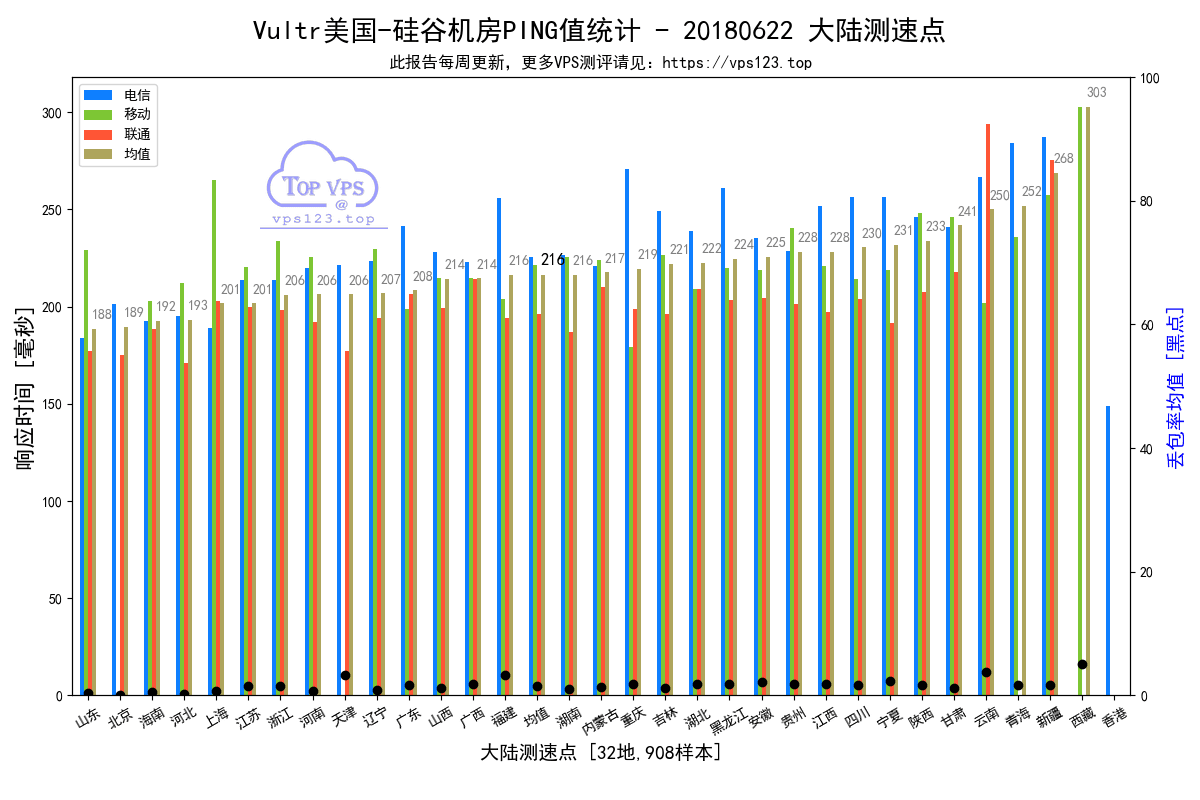 Vultr美国-硅谷机房PING值统计 - 20180622 大陆测速点
此报告每周更新，更多VPS测评请见：https://vps123.top
电信
移动
联通
均值
TOP VPS
@
vps123.top
响应时间 [毫秒]
300
250
200
150
100
50
0
188
189
192
193
201
201
206
206
206
207
208
214
214
216
216
216
217
219
221
222
224
225
228
228
230
231
233
241
250
252
268
303
100
80
60
40
20
0
丢包率均值 [黑点]
山东
北京
海南
河北
上海
江苏
浙江
河南
天津
辽宁
广东
山西
广西
福建
均值
湖南
内蒙古
重庆
吉林
湖北
黑龙江
安徽
贵州
江西
四川
宁夏
陕西
甘肃
云南
青海
新疆
西藏
香港
大陆测速点 [32地,908样本]